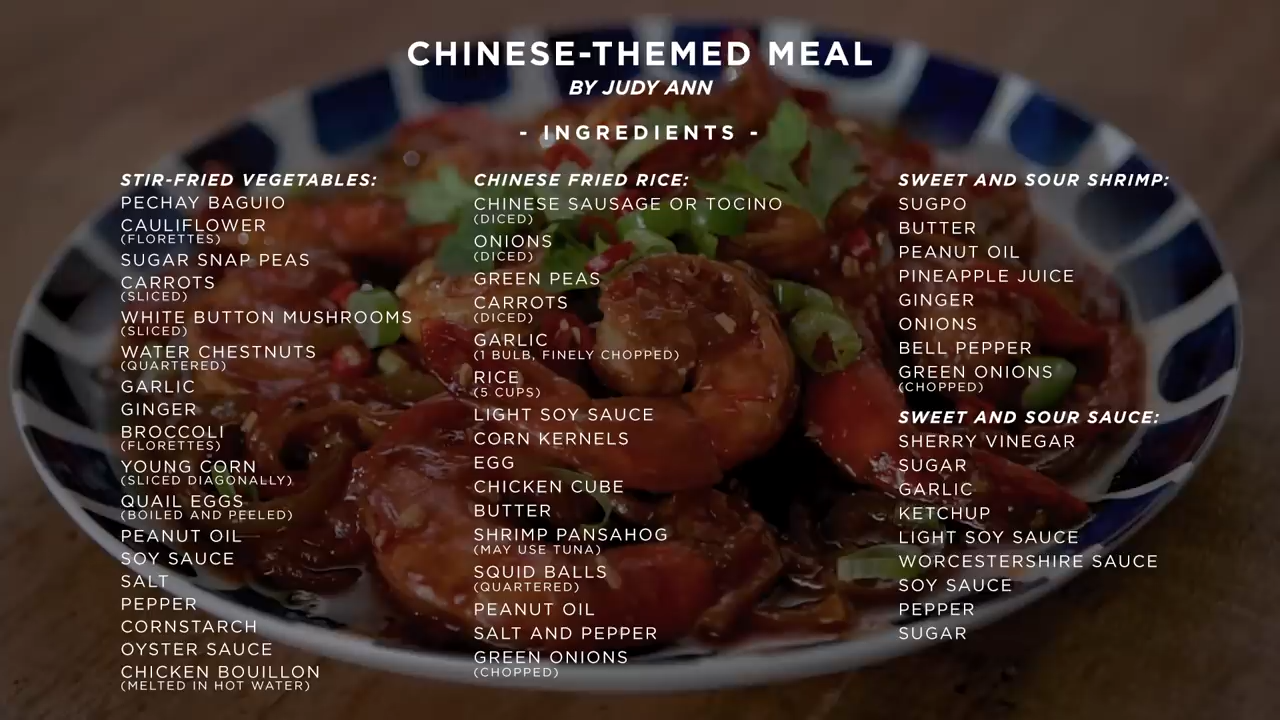 CHINESE-THEMED MEAL
BY JUDY ANN
- INGREDIENTS -
STIR-FRIED VEGETABLES:
PECHAY BAGUIO
CAULIFLOWER
(FLORETTES)
SUGAR SNAP PEAS
CARROTS
(SLICED)
WHITE BUTTON MUSHROOMS
(SLICED)
WATER CHESTNUTS
(QUARTERED)
GARLIC
GINGER
BROCCOLI
(FLORETTES)
YOUNG CORN
(SLICED DIAGONALLY)
QUAIL EGGS
(BOILED AND PEELED)
PEANUT OIL
SOY SAUCE
SALT
PEPPER
CORNSTARCH
OYSTER SAUCE
CHICKEN BOUILLON
(MELTED IN HOT WATER)
CHINESE FRIED RICE:
CHINESE SAUSAGE OR TOCINO
(DICED)
ONIONS
(DICED)
GREEN PEAS
CARROTS
(DICED)
GARLIC
(1 BULB, FINELY CHOPPED)
RICE
(5 CUPS)
LIGHT SOY SAUCE
CORN KERNELS
EGG
CHICKEN CUBE
BUTTER
SHRIMP PANSAHOG
(MAY USE TUNA)
SQUID BALLS
(QUARTERED)
PEANUT OIL
SALT AND PEPPER
GREEN ONIONS
(CHOPPED)
SWEET AND SOUR SHRIMP:
SUGPO
BUTTER
PEANUT OIL
PINEAPPLE JUICE
GINGER
ONIONS
BELL PEPPER
GREEN ONIONS
(CHOPPED)
SWEET AND SOUR SAUCE:
SHERRY VINEGAR
SUGAR
GARLIC
KETCHUP
LIGHT SOY SAUCE
WORCESTERSHIRE SAUCE
SOY SAUCE
PEPPER
SUGAR